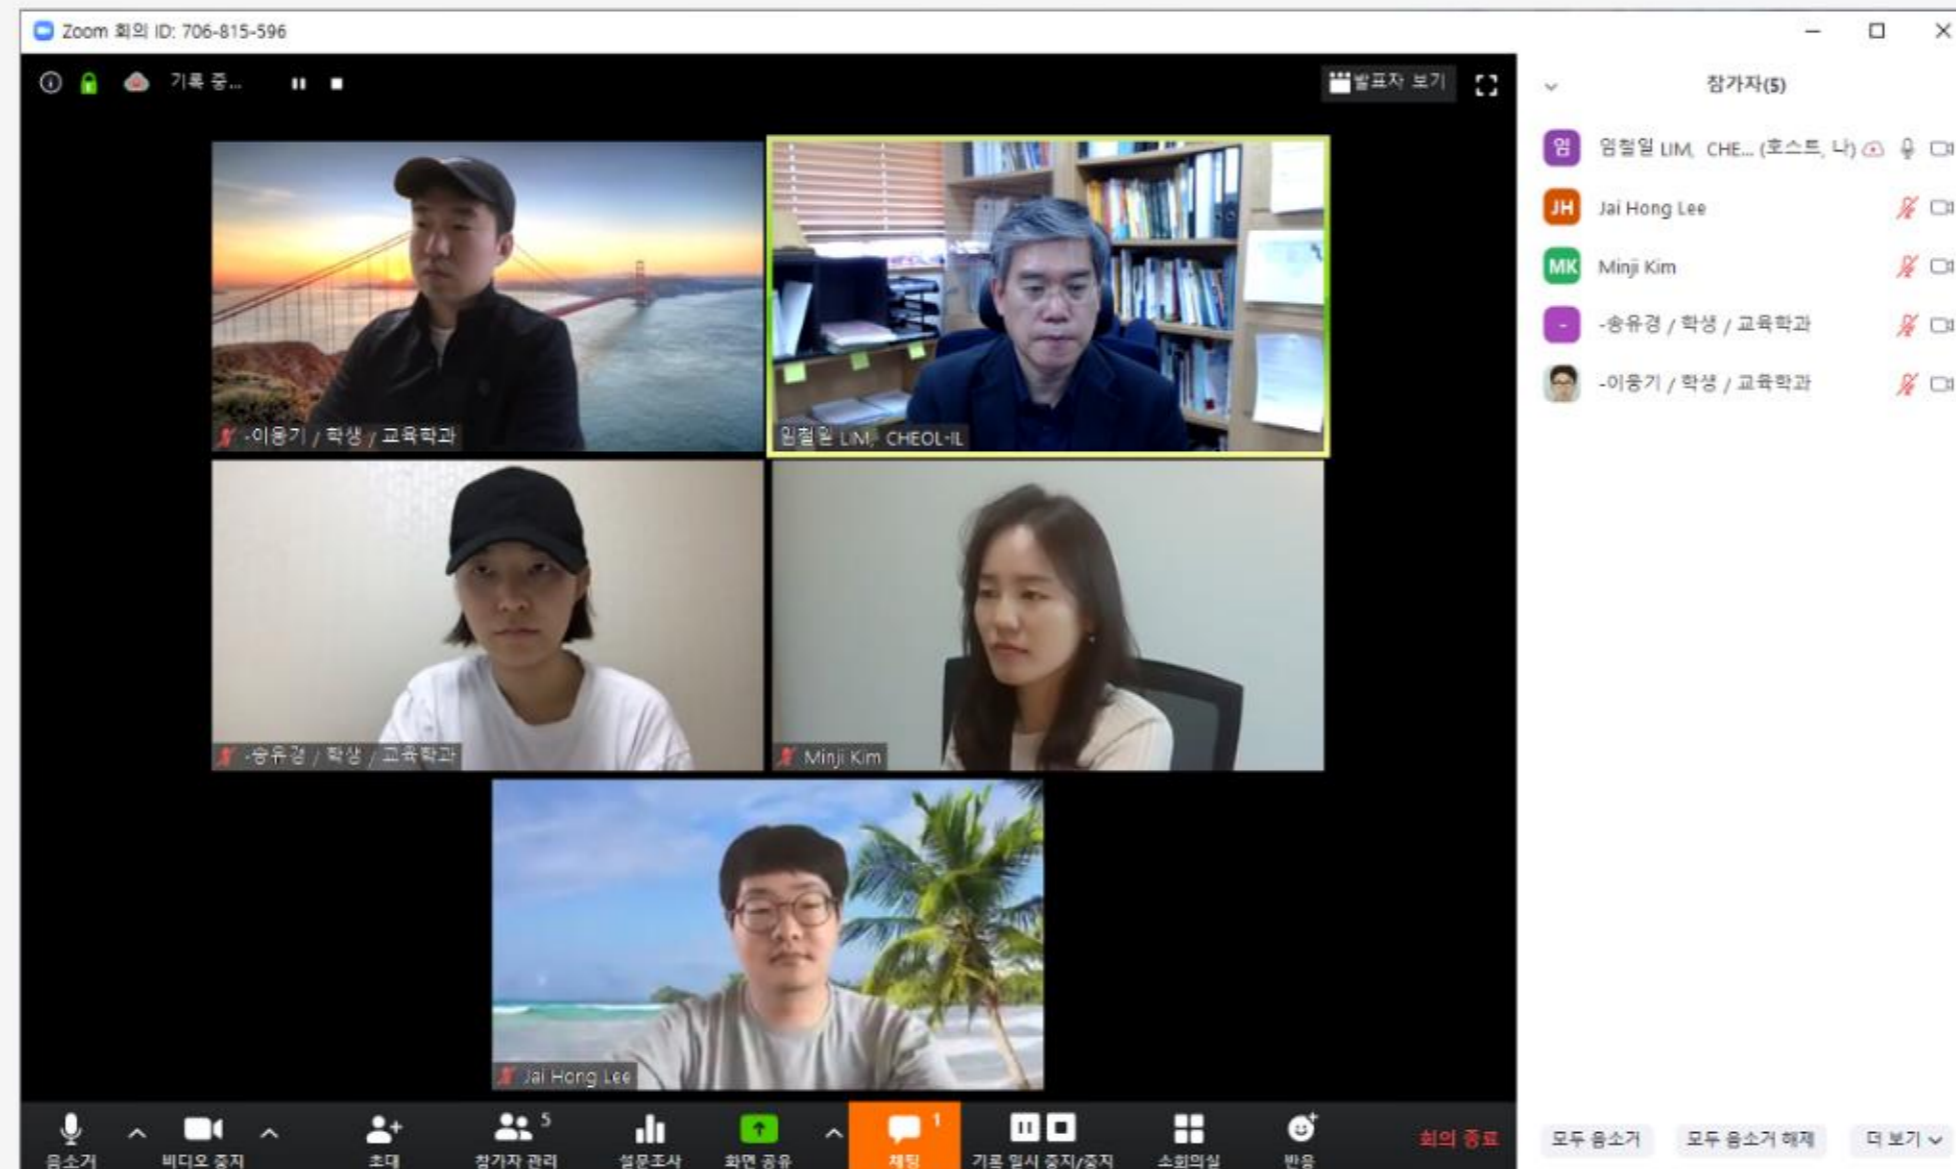 Zoom 회의 ID: 706-815-596
기록 중...
발표자 보기
-이웅기 / 학생 / 교육학과
임철일 LIM, CHEOL-IL
-송유경 / 학생 / 교육학과
Minji Kim
Jai Hong Lee
참가자(5)
임
임철일 LIM, CHE... (호스트, 나)
JH
Jai Hong Lee
MK
Minji Kim
-
-송유경 / 학생 / 교육학과
-이웅기 / 학생 / 교육학과
5
1
음소거
비디오 중지
초대
참가자 관리
설문조사
화면 공유
채팅
기록 일시 중지/중지
소회의실
반응
회의 종료
모두 음소거
모두 음소거 해제
더 보기